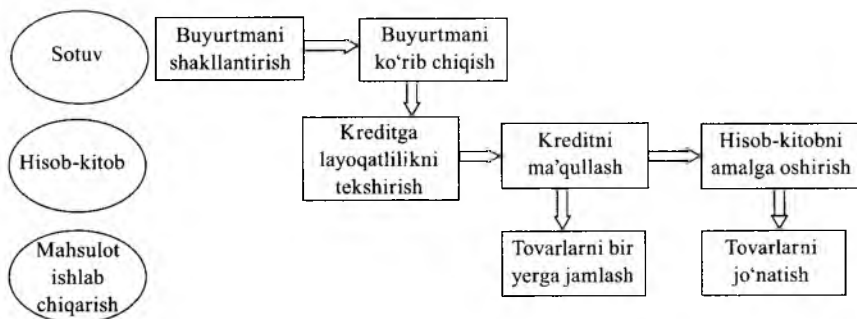 Sotuv
Buyurtmani
shakllantirish
Buyurtmani
ko‘rib chiqish
Hisob-kitob
Kreditga
layoqatlilikni
tekshirish
Kreditni
ma’qullash
Hisob-kitobni
amalga oshirish
Mahsulot
ishlab
chiqarish
Tovarlarni bir
yerga jamlash
Tovarlarni
jo‘natish